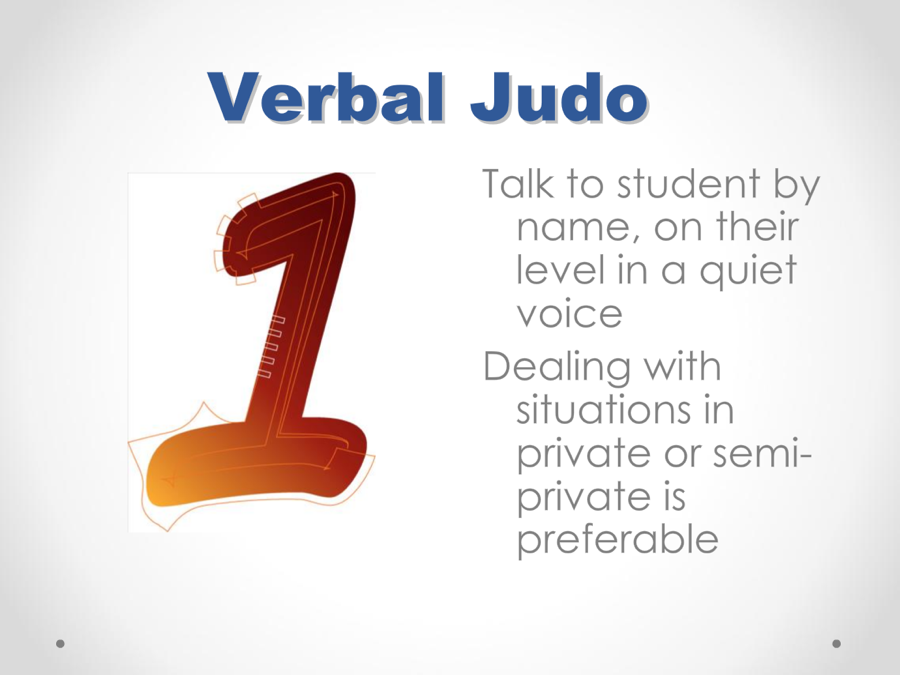 Verbal Judo
1
Talk to student by
name, on their
level in a quiet
voice
Dealing with
situations in
private or semi-
private is
preferable